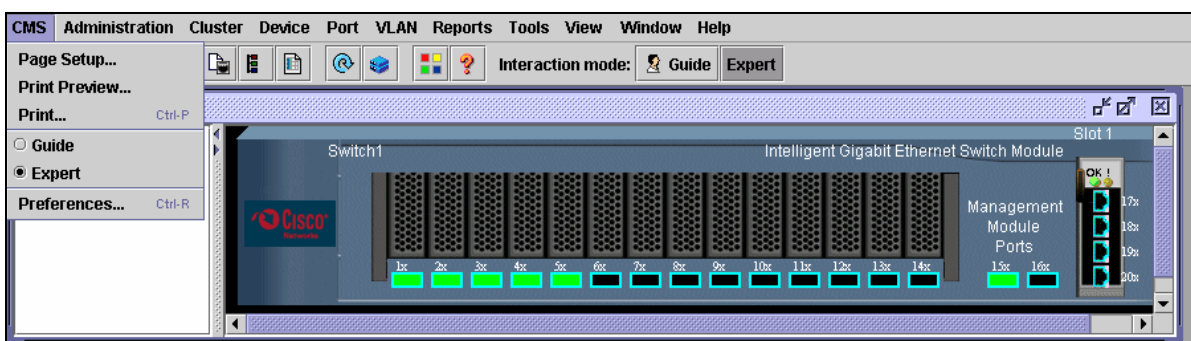 CMS Administration Cluster Device Port VLAN Reports Tools View Window Help
Page Setup...
Print Preview...
Print... Ctrl-P
Guide
Expert
Preferences... Ctrl-R
Interaction mode: Guide Expert
Slot 1
Switch1 Intelligent Gigabit Ethernet Switch Module
OK !
CISCO
Networks
Management
Module
Ports
1x 2x 3x 4x 5x 6x 7x 8x 9x 10x 11x 12x 13x 14x 15x 16x
17x
18x
19x
20x